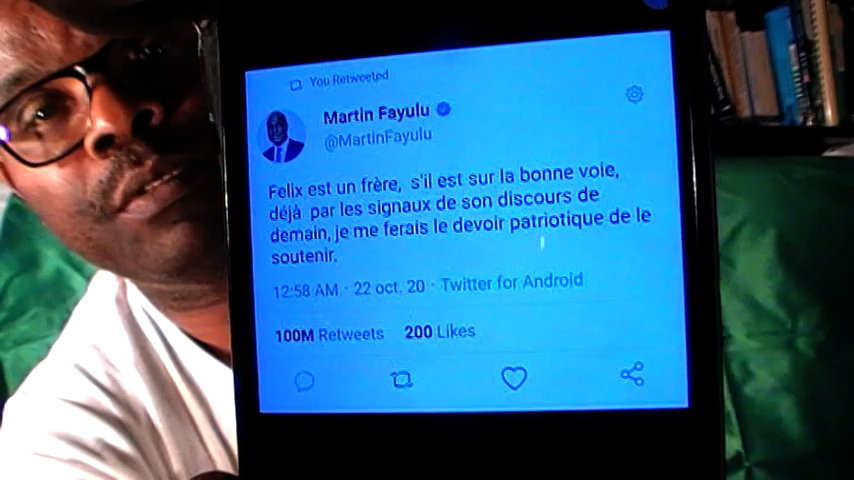 You Retweeted
Martin Fayulu
@MartinFayulu
Felix est un frère, s'il est sur la bonne voie,
déjà par les signaux de son discours de
demain, je me ferais le devoir patriotique de le
soutenir.
12:58 AM · 22 oct. 20 · Twitter for Android
100M Retweets 200 Likes